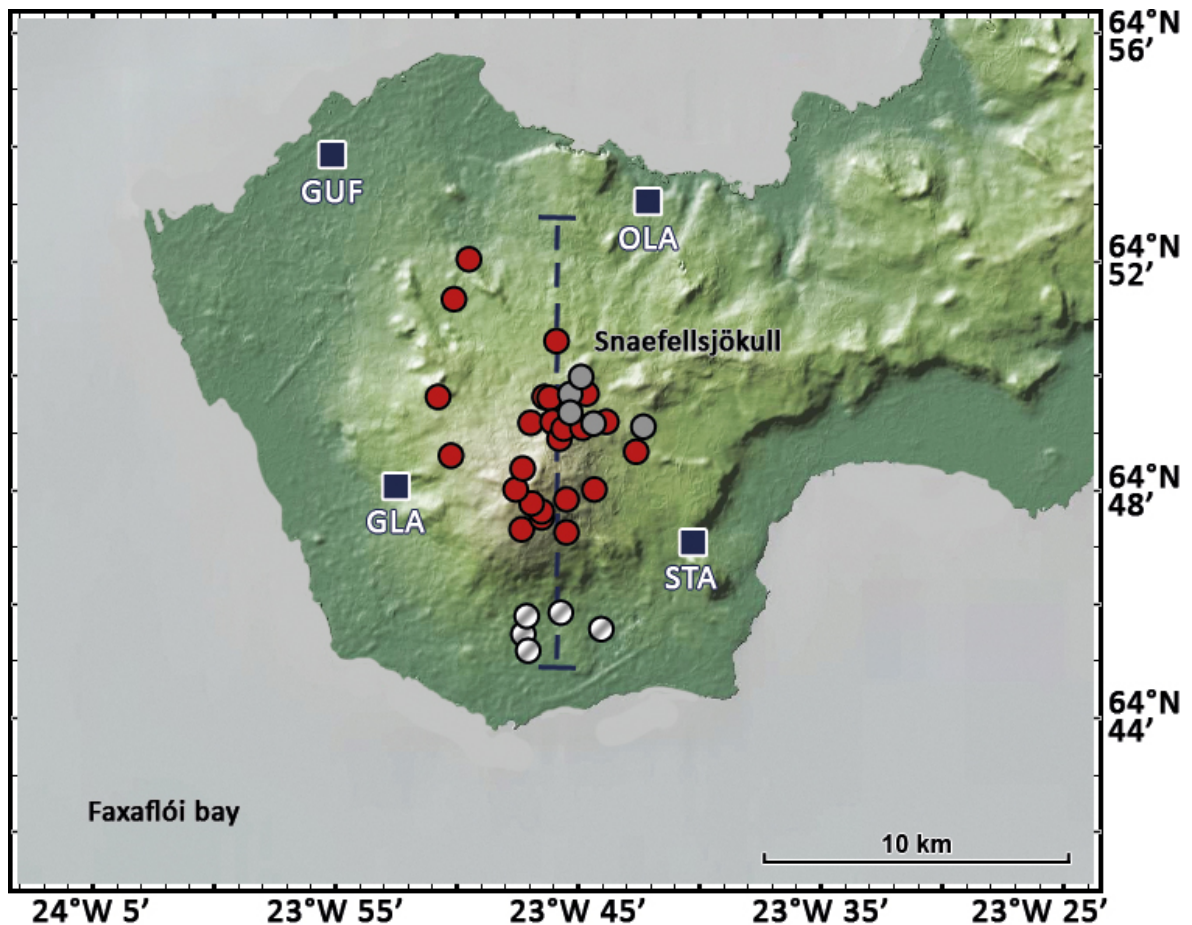 64°N
56’
GUF
OLA
64°N
52’
Snaefellsjökull
64°N
48’
GLA
STA
64°N
44’
Faxaflói bay
10 km
24°W 5’
23°W 55’
23°W 45’
23°W 35’
23°W 25’